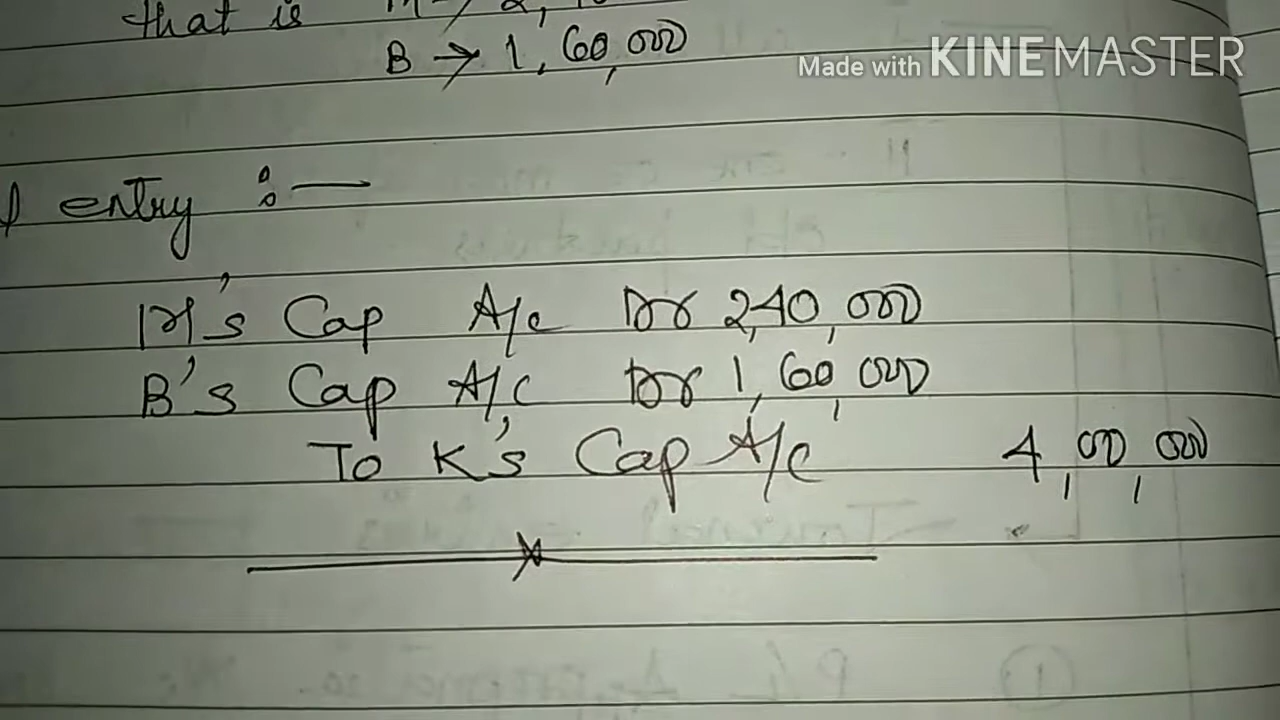 that is M → 2,
B → 1,60,000
Made with KINEMASTER
entry :—
M's Cap A/c Dr 2,40,000
B's Cap A/c Dr 1,60,000
To K's Cap A/c 4,00,000